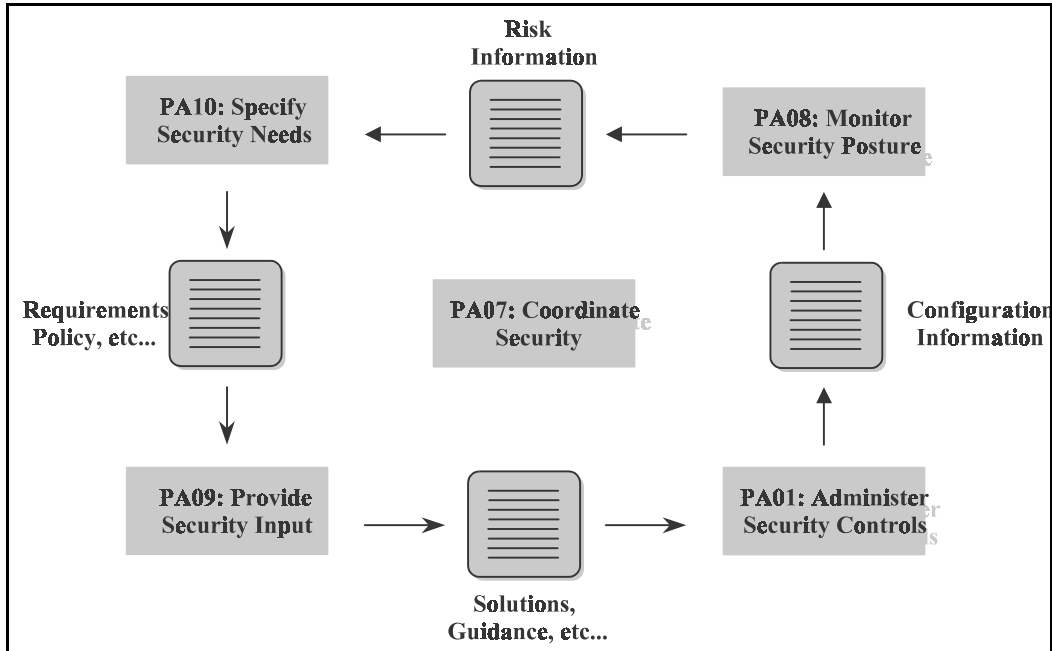 Risk
Information
PA10: Specify
Security Needs
PA08: Monitor
Security Posture
Requirements
Policy, etc...
PA07: Coordinate
Security
Configuration
Information
PA09: Provide
Security Input
PA01: Administer
Security Controls
Solutions,
Guidance, etc...